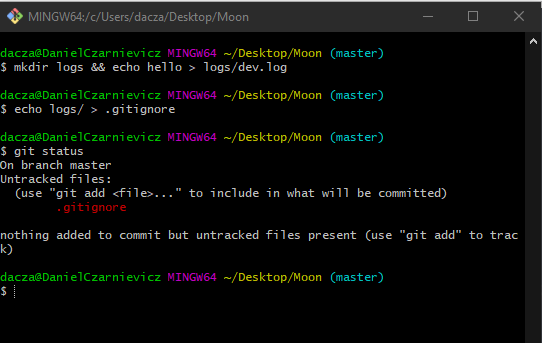 MINGW64:/c/Users/dacza/Desktop/Moon
dacza@DanielCzarnievicz MINGW64 ~/Desktop/Moon (master)
$ mkdir logs && echo hello > logs/dev.log
dacza@DanielCzarnievicz MINGW64 ~/Desktop/Moon (master)
$ echo logs/ > .gitignore
dacza@DanielCzarnievicz MINGW64 ~/Desktop/Moon (master)
$ git status
On branch master
Untracked files:
  (use "git add <file>..." to include in what will be committed)
        .gitignore
nothing added to commit but untracked files present (use "git add" to trac
k)
dacza@DanielCzarnievicz MINGW64 ~/Desktop/Moon (master)
$